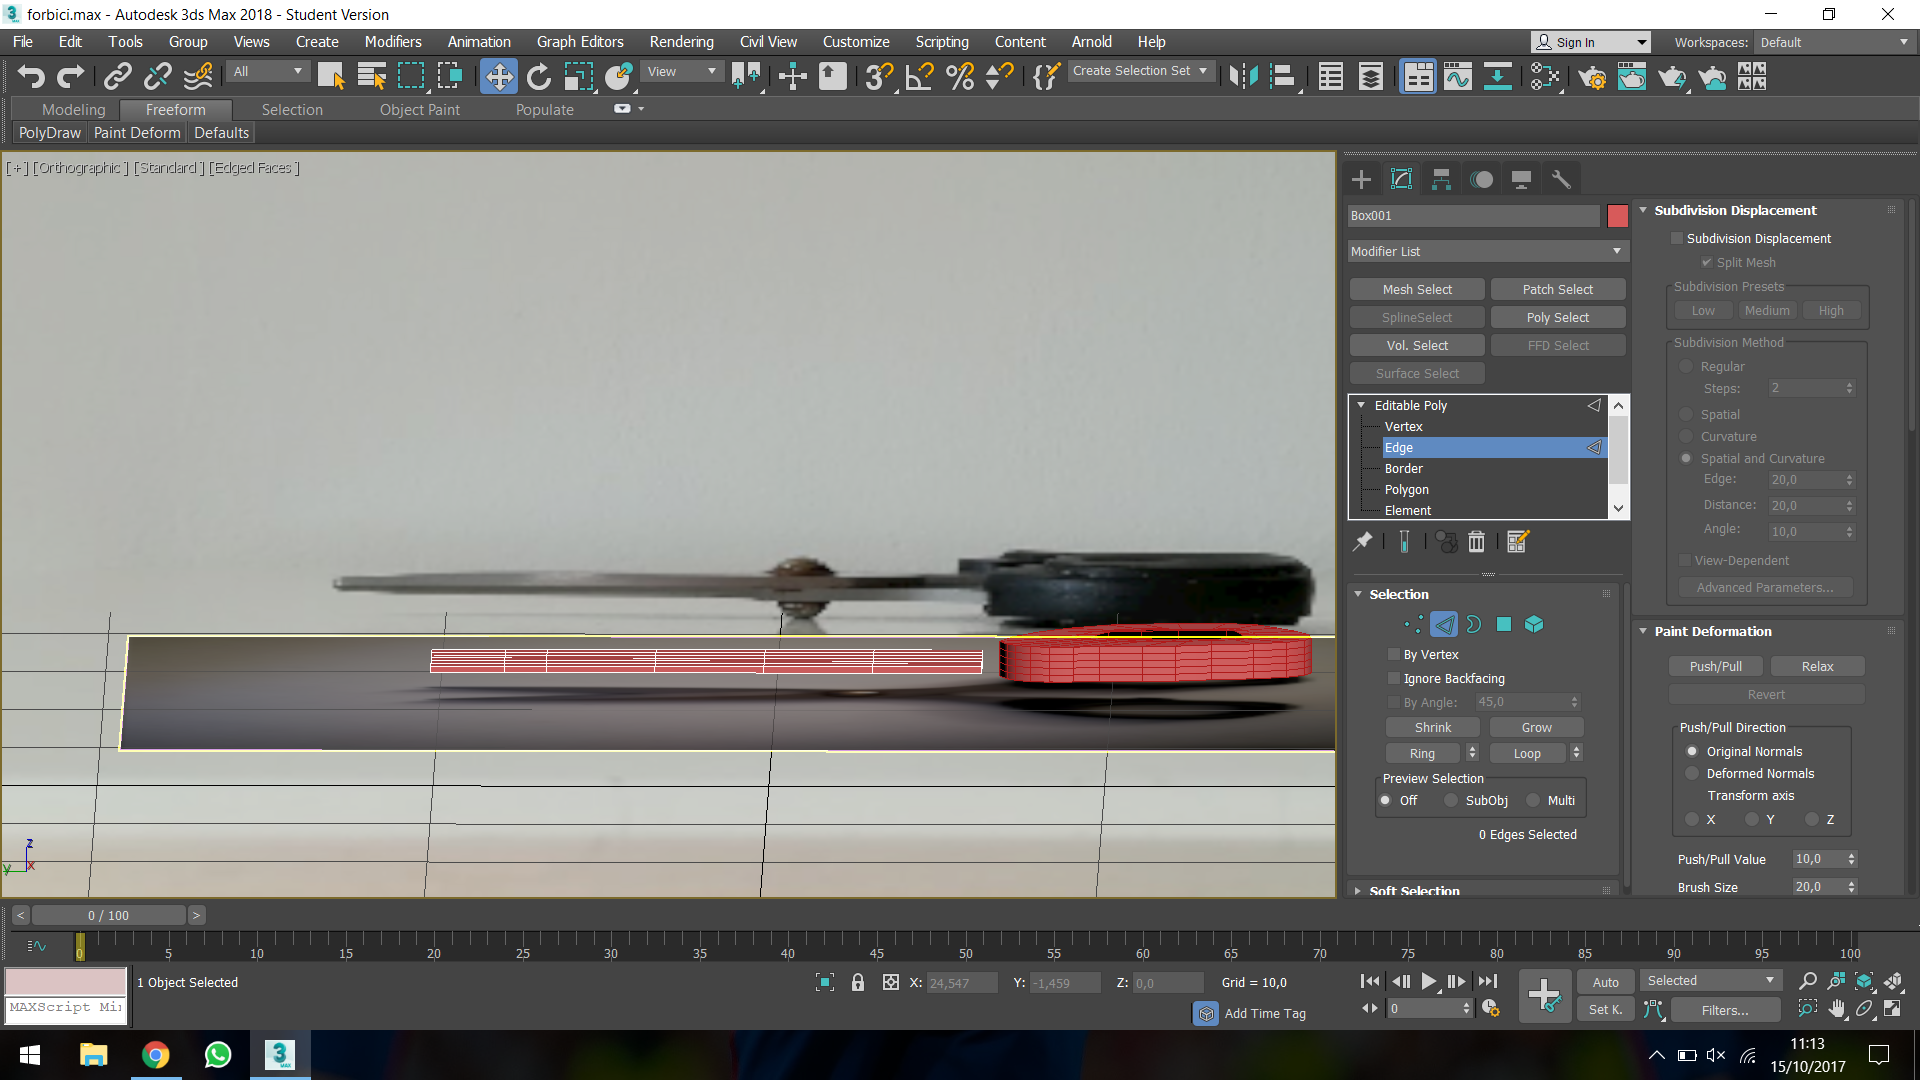 forbici.max - Autodesk 3ds Max 2018 - Student Version
File Edit Tools Group Views Create Modifiers Animation Graph Editors Rendering Civil View Customize Scripting Content Arnold Help
Sign In Workspaces: Default
All View Create Selection Set
Modeling Freeform Selection Object Paint Populate
PolyDraw Paint Deform Defaults
[ + ] [Orthographic ] [Standard ] [Edged Faces ]
Box001
Modifier List
Mesh Select Patch Select
SplineSelect Poly Select
Vol. Select FFD Select
Surface Select
Editable Poly
Vertex
Edge
Border
Polygon
Element
Selection
By Vertex
Ignore Backfacing
By Angle: 45,0
Shrink Grow
Ring Loop
Preview Selection
Off SubObj Multi
0 Edges Selected
Soft Selection
Subdivision Displacement
Subdivision Displacement
Split Mesh
Subdivision Presets
Low Medium High
Subdivision Method
Regular
Steps: 2
Spatial
Curvature
Spatial and Curvature
Edge: 20,0
Distance: 20,0
Angle: 10,0
View-Dependent
Advanced Parameters...
Paint Deformation
Push/Pull Relax
Revert
Push/Pull Direction
Original Normals
Deformed Normals
Transform axis
X Y Z
Push/Pull Value 10,0
Brush Size 20,0
z
y x
< 0 / 100 >
0 5 10 15 20 25 30 35 40 45 50 55 60 65 70 75 80 85 90 95 100
1 Object Selected X: 24,547 Y: -1,459 Z: 0,0 Grid = 10,0 Auto Selected
MAXScript Mi
Add Time Tag 0 Set K. Filters...
3
MAX
11:13
15/10/2017